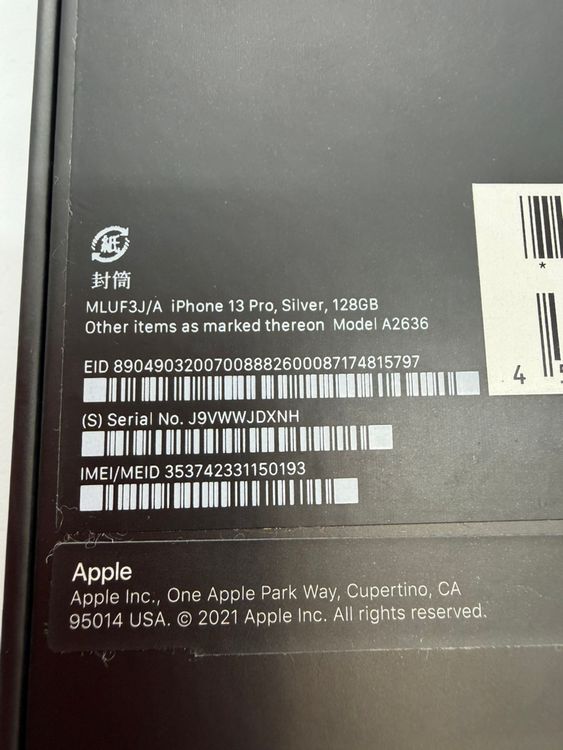 紙
封筒
MLUF3J/A iPhone 13 Pro, Silver, 128GB
Other items as marked thereon Model A2636
EID 89049032007008882600087174815797
(S) Serial No. J9VWWJDXNH
IMEI/MEID 353742331150193
*
4 5
Apple
Apple Inc., One Apple Park Way, Cupertino, CA
95014 USA. © 2021 Apple Inc. All rights reserved.